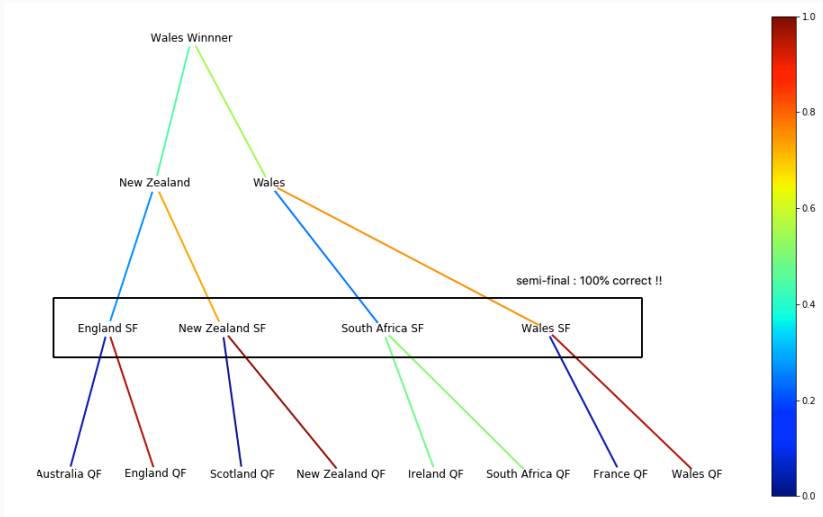 Wales Winnner
1.0
0.8
New Zealand
Wales
0.6
semi-final : 100% correct !!
0.4
England SF
New Zealand SF
South Africa SF
Wales SF
0.2
Australia QF
England QF
Scotland QF
New Zealand QF
Ireland QF
South Africa QF
France QF
Wales QF
0.0